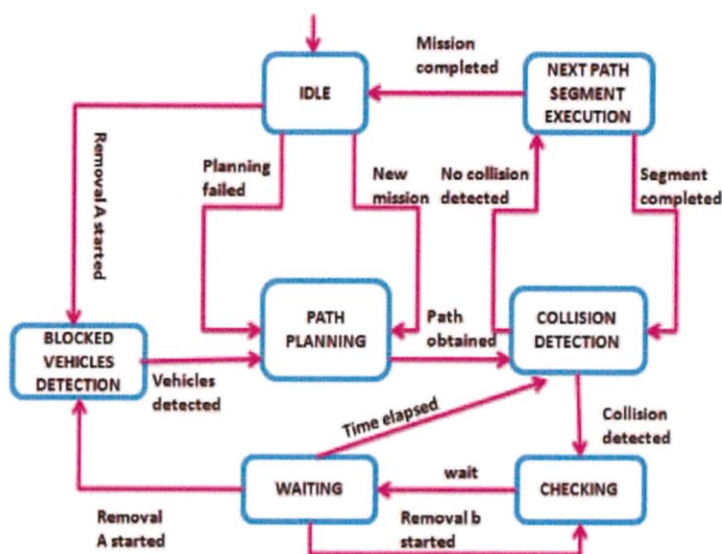 Mission
completed
IDLE
NEXT PATH
SEGMENT
EXECUTION
Removal A started
Planning
failed
New
mission
No collision
detected
Segment
completed
PATH
PLANNING
Path
obtained
COLLISION
DETECTION
BLOCKED
VEHICLES
DETECTION
Vehicles
detected
Time elapsed
Collision
detected
WAITING
wait
CHECKING
Removal
A started
Removal b
started